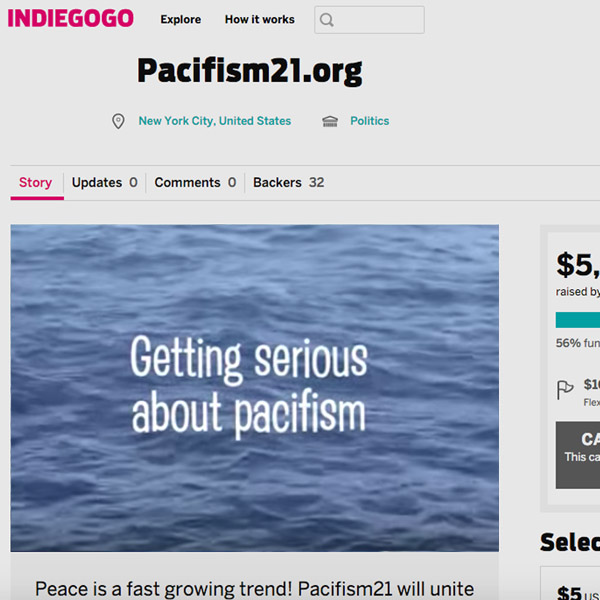 INDIEGOGO Explore How it works
Pacifism21.org
New York City, United States Politics
Story Updates 0 Comments 0 Backers 32
Getting serious
about pacifism
$5,
raised by
56% fun
$1
Flex
CA
This ca
Selec
$5 US
Peace is a fast growing trend! Pacifism21 will unite